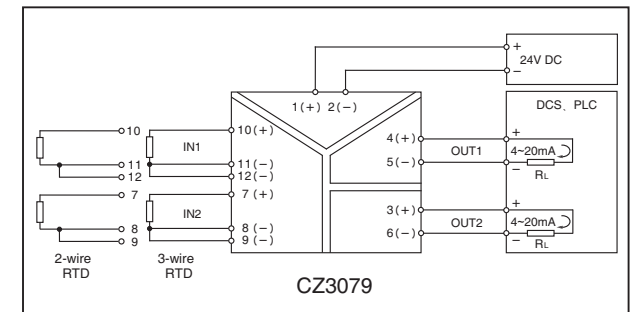 +
24V DC
−
1(+) 2(−)
DCS、PLC
10 10(+)
IN1
11 11(−)
12 12(−)
7 7(+)
IN2
8 8(−)
9 9(−)
4(+) +
OUT1 4~20mA
5(−) − RL
3(+) +
OUT2 4~20mA
6(−) − RL
2-wire
RTD
3-wire
RTD
CZ3079